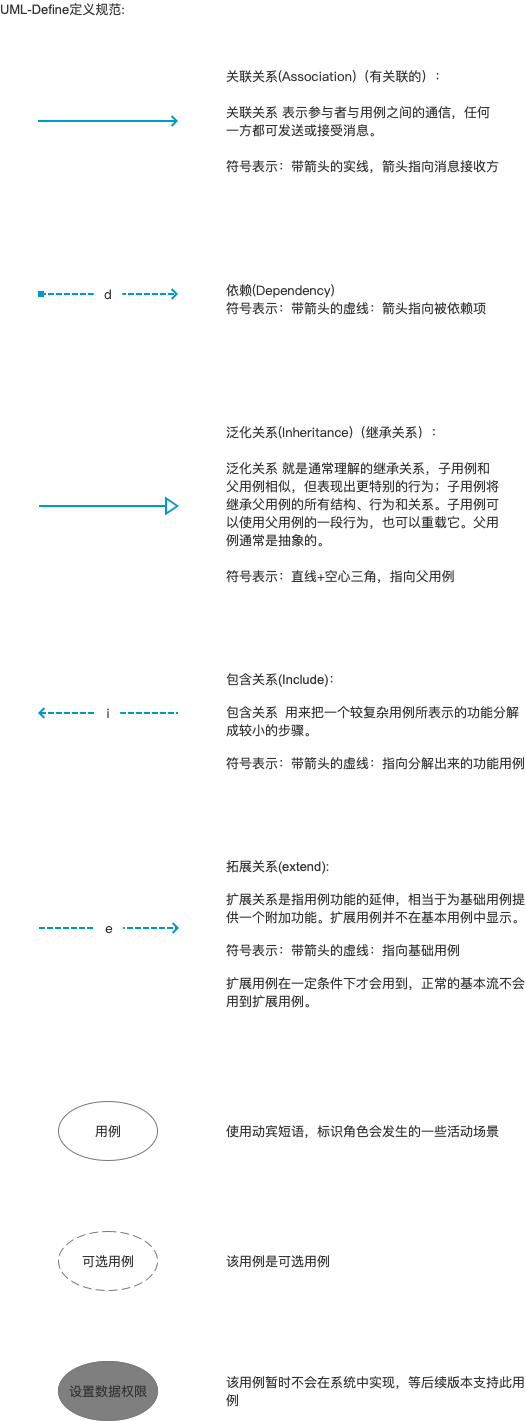 UML-Define定义规范:
关联关系(Association)（有关联的）：
关联关系 表示参与者与用例之间的通信，任何
一方都可发送或接受消息。
符号表示：带箭头的实线，箭头指向消息接收方
d
依赖(Dependency)
符号表示：带箭头的虚线：箭头指向被依赖项
泛化关系(Inheritance)（继承关系）：
泛化关系 就是通常理解的继承关系，子用例和
父用例相似，但表现出更特别的行为；子用例将
继承父用例的所有结构、行为和关系。子用例可
以使用父用例的一段行为，也可以重载它。父用
例通常是抽象的。
符号表示：直线+空心三角，指向父用例
包含关系(Include)：
i
包含关系  用来把一个较复杂用例所表示的功能分解
成较小的步骤。
符号表示：带箭头的虚线：指向分解出来的功能用例
拓展关系(extend):
扩展关系是指用例功能的延伸，相当于为基础用例提
供一个附加功能。扩展用例并不在基本用例中显示。
e
符号表示：带箭头的虚线：指向基础用例
扩展用例在一定条件下才会用到，正常的基本流不会
用到扩展用例。
用例
使用动宾短语，标识角色会发生的一些活动场景
可选用例
该用例是可选用例
设置数据权限
该用例暂时不会在系统中实现，等后续版本支持此用
例